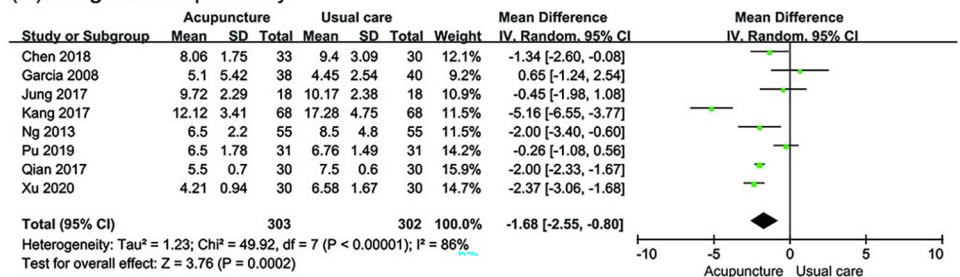 Acupuncture Usual care Mean Difference Mean Difference
Study or Subgroup Mean SD Total Mean SD Total Weight IV, Random, 95% CI IV, Random, 95% CI
Chen 2018 8.06 1.75 33 9.4 3.09 30 12.1% -1.34 [-2.60, -0.08]
Garcia 2008 5.1 5.42 38 4.45 2.54 40 9.2% 0.65 [-1.24, 2.54]
Jung 2017 9.72 2.29 18 10.17 2.38 18 10.9% -0.45 [-1.98, 1.08]
Kang 2017 12.12 3.41 68 17.28 4.75 68 11.5% -5.16 [-6.55, -3.77]
Ng 2013 6.5 2.2 55 8.5 4.8 55 11.5% -2.00 [-3.40, -0.60]
Pu 2019 6.5 1.78 31 6.76 1.49 31 14.2% -0.26 [-1.08, 0.56]
Qian 2017 5.5 0.7 30 7.5 0.6 30 15.9% -2.00 [-2.33, -1.67]
Xu 2020 4.21 0.94 30 6.58 1.67 30 14.7% -2.37 [-3.06, -1.68]
Total (95% CI) 303 302 100.0% -1.68 [-2.55, -0.80]
Heterogeneity: Tau² = 1.23; Chi² = 49.92, df = 7 (P < 0.00001); I² = 86%
Test for overall effect: Z = 3.76 (P = 0.0002)
-10 -5 0 5 10
Acupuncture Usual care